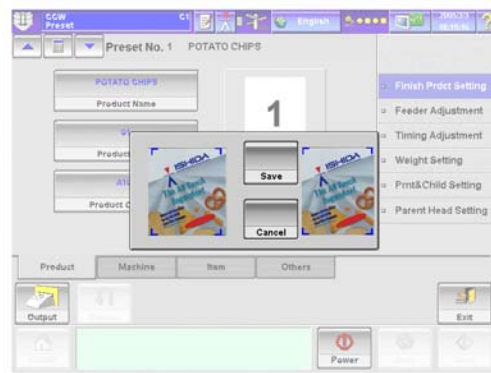 CCW
Preset
C1
English
Preset No. 1 POTATO CHIPS
POTATO CHIPS
Product Name
1
Save
Cancel
ISHIDA
ISHIDA
Finish Prdct Setting
Feeder Adjustment
Timing Adjustment
Weight Setting
Prnt&Child Setting
Parent Head Setting
Product
Machine
Item
Others
Output
Exit
Power